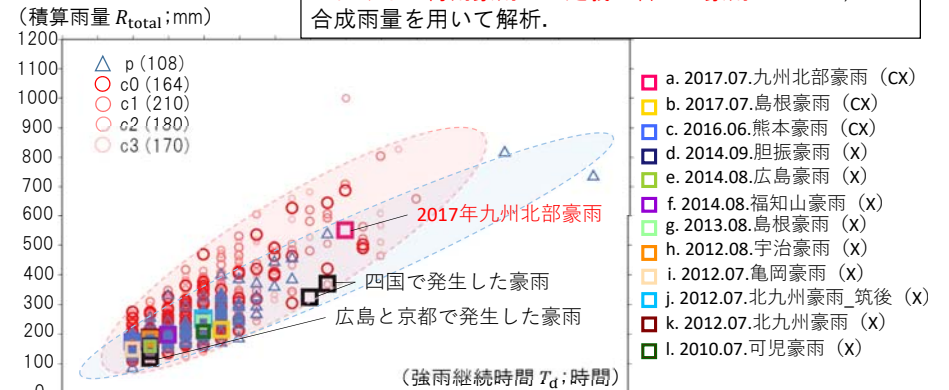 （積算雨量 Rtotal；mm）
合成雨量を用いて解析．
1200
1100
1000
900
800
700
600
500
400
300
200
100
0
p (108)
c0 (164)
c1 (210)
c2 (180)
c3 (170)
2017年九州北部豪雨
四国で発生した豪雨
広島と京都で発生した豪雨
（強雨継続時間 Td；時間）
a. 2017.07.九州北部豪雨（CX）
b. 2017.07.島根豪雨（CX）
c. 2016.06.熊本豪雨（CX）
d. 2014.09.胆振豪雨（X）
e. 2014.08.広島豪雨（X）
f. 2014.08.福知山豪雨（X）
g. 2013.08.島根豪雨（X）
h. 2012.08.宇治豪雨（X）
i. 2012.07.亀岡豪雨（X）
j. 2012.07.北九州豪雨_筑後（X）
k. 2012.07.北九州豪雨（X）
l. 2010.07.可児豪雨（X）